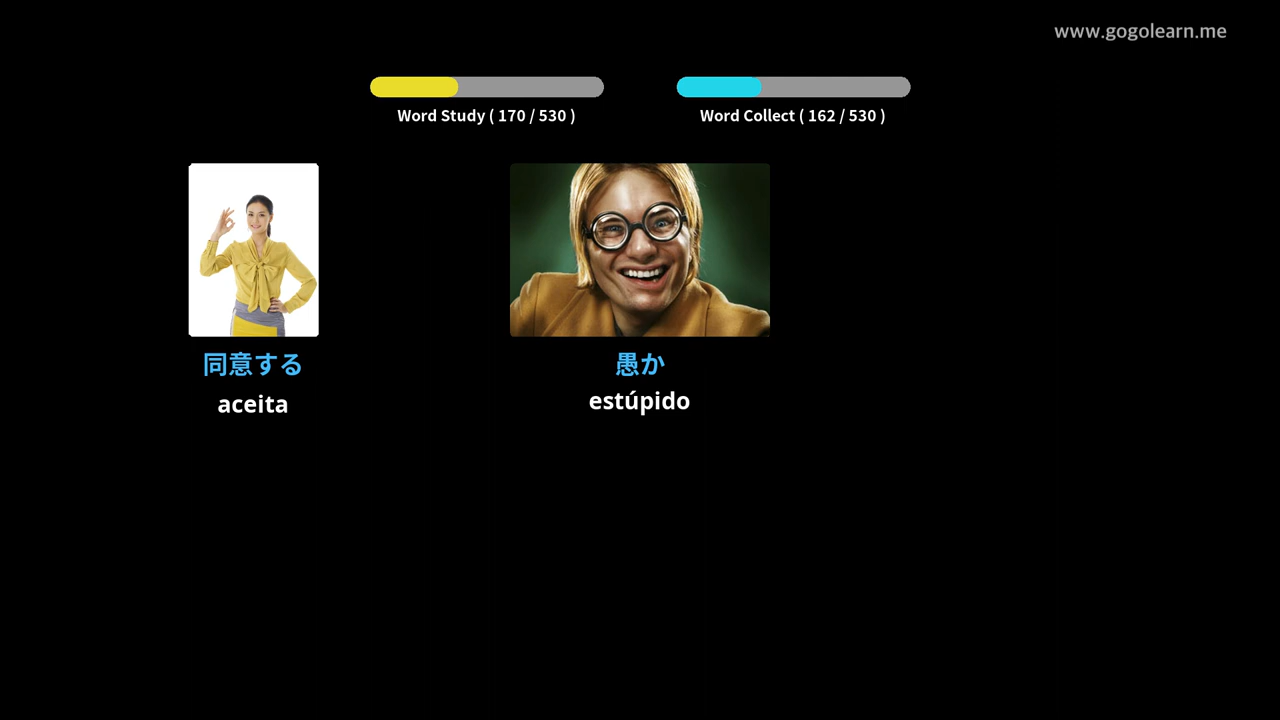 www.gogolearn.me
Word Study ( 170 / 530 )
Word Collect ( 162 / 530 )
同意する
aceita
愚か
estúpido